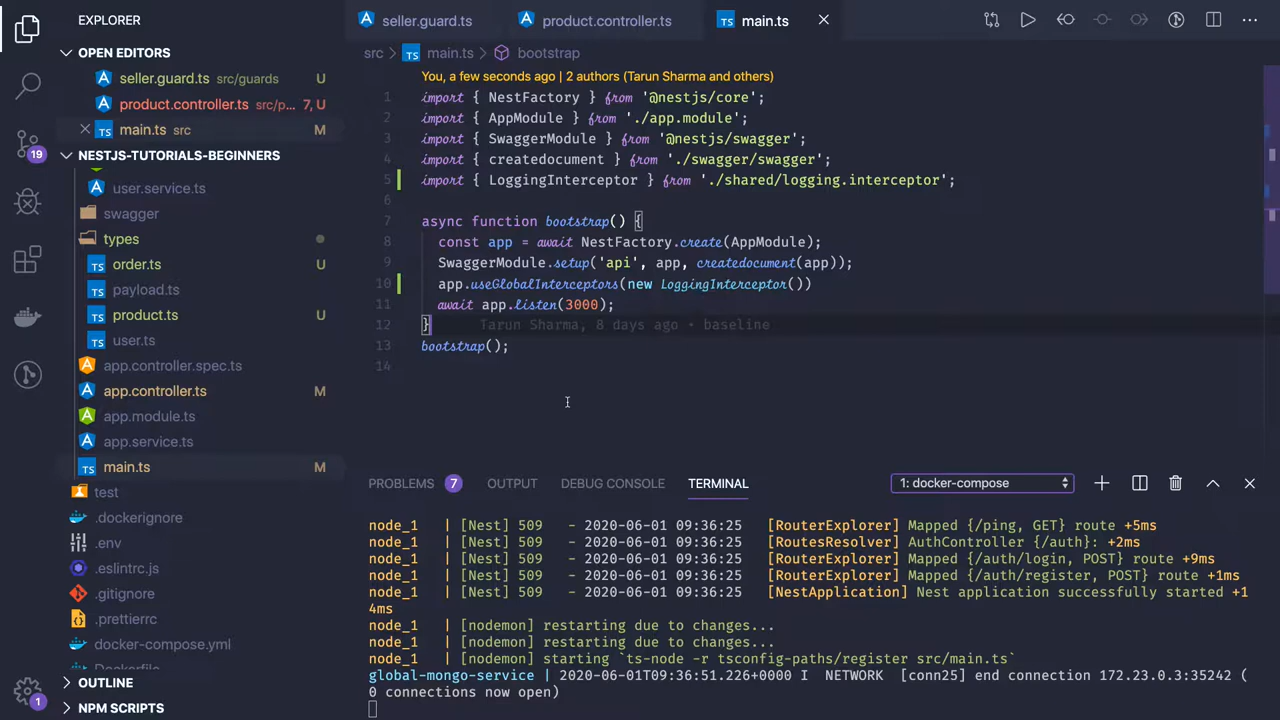 EXPLORER
OPEN EDITORS
seller.guard.ts src/guards U
product.controller.ts src/p... 7, U
TS main.ts src M
19
NESTJS-TUTORIALS-BEGINNERS
user.service.ts
swagger
types
TS order.ts U
TS payload.ts
TS product.ts U
TS user.ts
app.controller.spec.ts
app.controller.ts M
app.module.ts
app.service.ts
TS main.ts M
test
.dockerignore
.env
.eslintrc.js
.gitignore
.prettierrc
docker-compose.yml
Dockerfile
OUTLINE
1
NPM SCRIPTS
seller.guard.ts product.controller.ts TS main.ts
src > TS main.ts > bootstrap
You, a few seconds ago | 2 authors (Tarun Sharma and others)
1 import { NestFactory } from '@nestjs/core';
2 import { AppModule } from './app.module';
3 import { SwaggerModule } from '@nestjs/swagger';
4 import { createdocument } from './swagger/swagger';
5 import { LoggingInterceptor } from './shared/logging.interceptor';
6
7 async function bootstrap() {
8 const app = await NestFactory.create(AppModule);
9 SwaggerModule.setup('api', app, createdocument(app));
10 app.useGlobalInterceptors(new LoggingInterceptor())
11 await app.listen(3000);
12 } Tarun Sharma, 8 days ago • baseline
13 bootstrap();
14
PROBLEMS 7 OUTPUT DEBUG CONSOLE TERMINAL 1: docker-compose
node_1 | [Nest] 509 - 2020-06-01 09:36:25 [RouterExplorer] Mapped {/ping, GET} route +5ms
node_1 | [Nest] 509 - 2020-06-01 09:36:25 [RoutesResolver] AuthController {/auth}: +2ms
node_1 | [Nest] 509 - 2020-06-01 09:36:25 [RouterExplorer] Mapped {/auth/login, POST} route +9ms
node_1 | [Nest] 509 - 2020-06-01 09:36:25 [RouterExplorer] Mapped {/auth/register, POST} route +1ms
node_1 | [Nest] 509 - 2020-06-01 09:36:25 [NestApplication] Nest application successfully started +1
4ms
node_1 | [nodemon] restarting due to changes...
node_1 | [nodemon] restarting due to changes...
node_1 | [nodemon] starting `ts-node -r tsconfig-paths/register src/main.ts`
global-mongo-service | 2020-06-01T09:36:51.226+0000 I NETWORK [conn25] end connection 172.23.0.3:35242 (
0 connections now open)